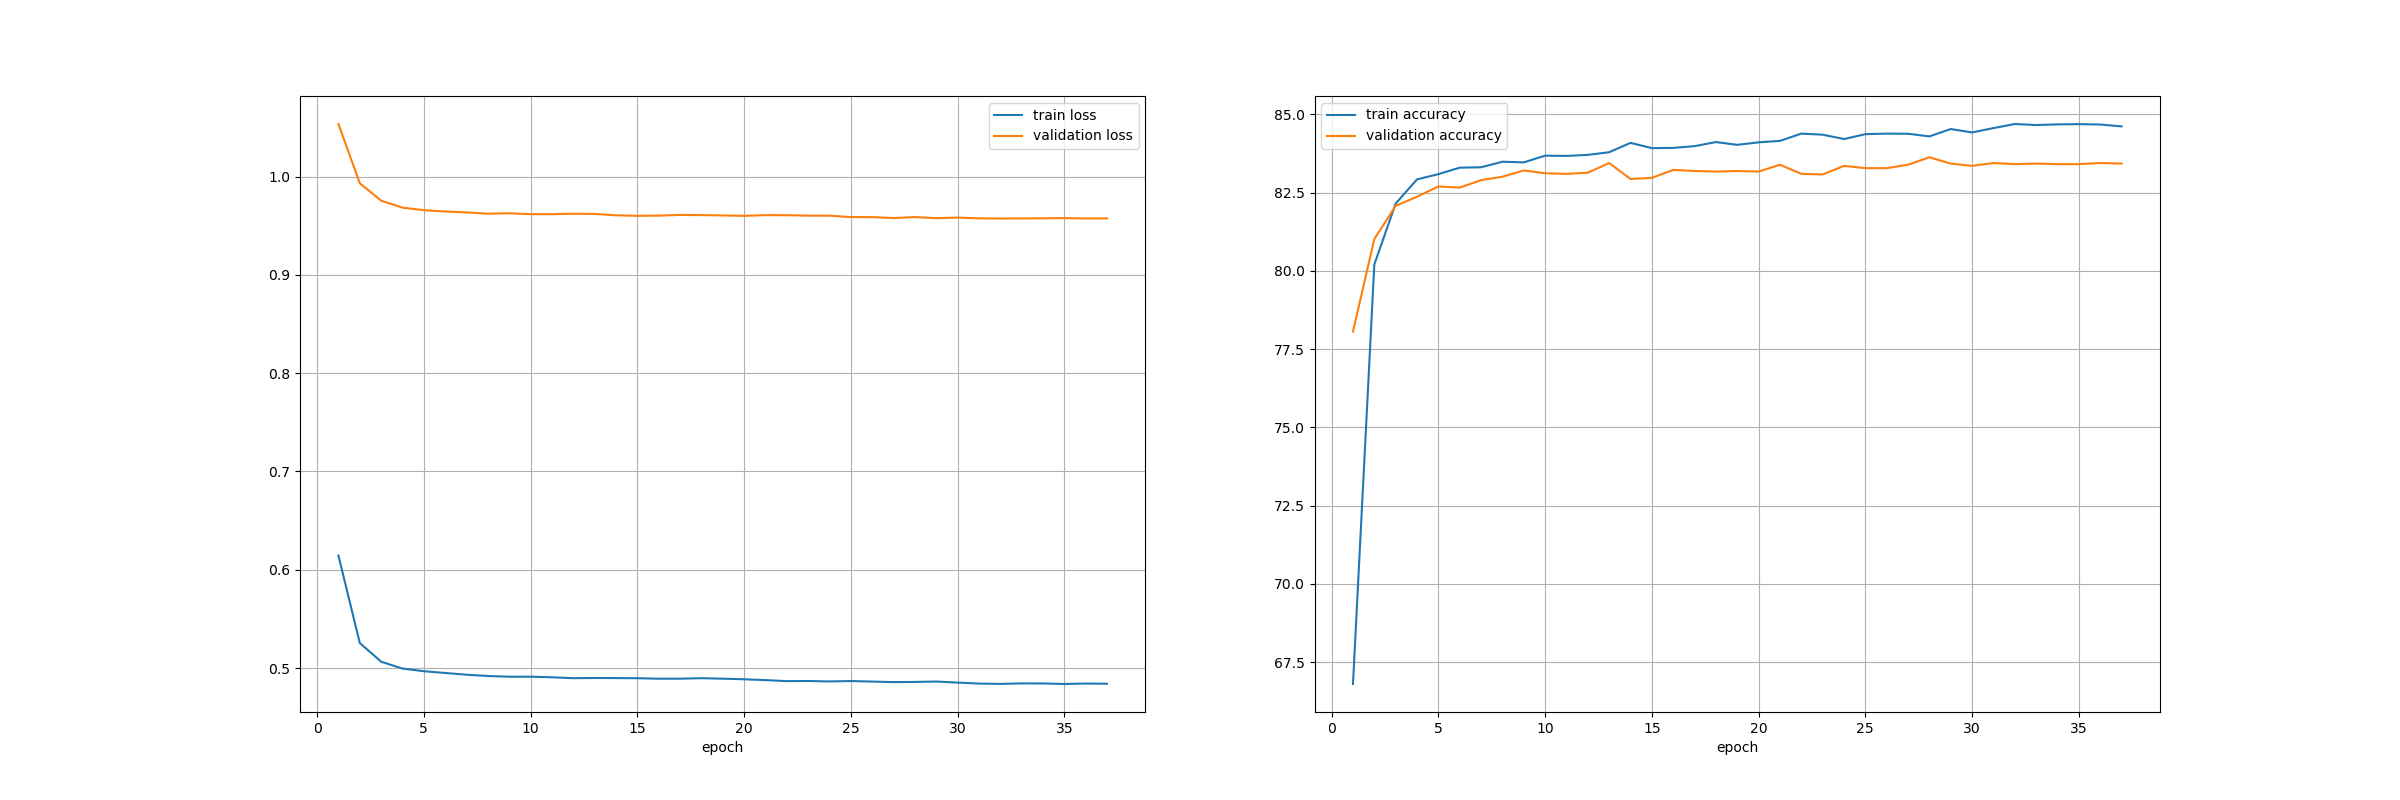 train loss
validation loss
1.0
0.9
0.8
0.7
0.6
0.5
0 5 10 15 20 25 30 35
epoch
train accuracy
validation accuracy
85.0
82.5
80.0
77.5
75.0
72.5
70.0
67.5
0 5 10 15 20 25 30 35
epoch